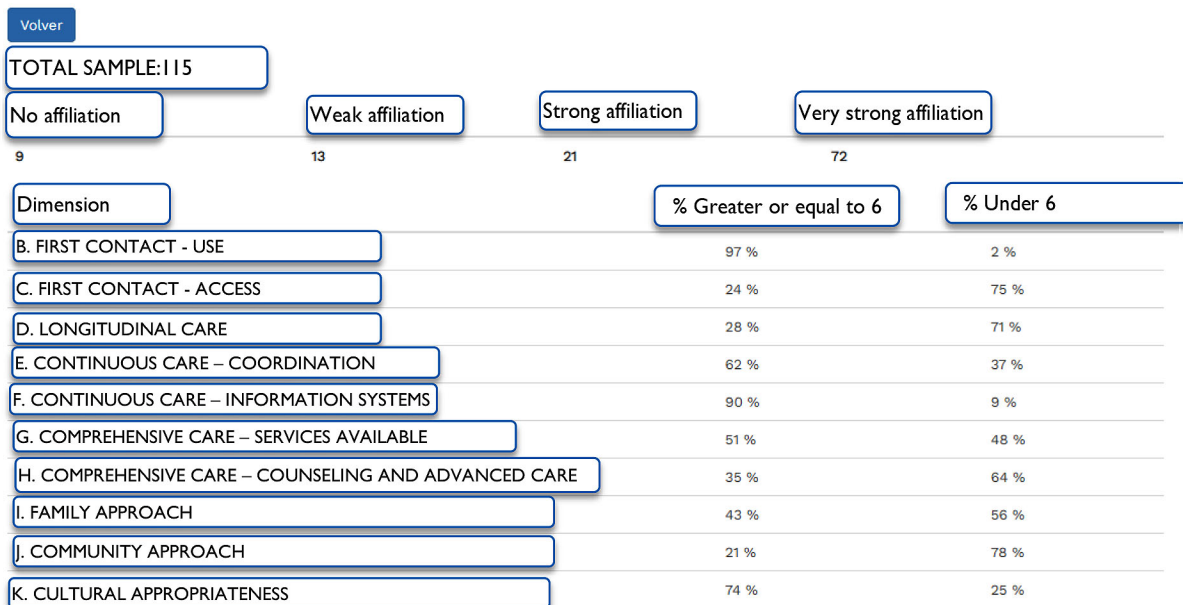 Volver
TOTAL SAMPLE:115
No affiliation Weak affiliation Strong affiliation Very strong affiliation
9 13 21 72
Dimension % Greater or equal to 6 % Under 6
B. FIRST CONTACT - USE 97 % 2 %
C. FIRST CONTACT - ACCESS 24 % 75 %
D. LONGITUDINAL CARE 28 % 71 %
E. CONTINUOUS CARE – COORDINATION 62 % 37 %
F. CONTINUOUS CARE – INFORMATION SYSTEMS 90 % 9 %
G. COMPREHENSIVE CARE – SERVICES AVAILABLE 51 % 48 %
H. COMPREHENSIVE CARE – COUNSELING AND ADVANCED CARE 35 % 64 %
I. FAMILY APPROACH 43 % 56 %
J. COMMUNITY APPROACH 21 % 78 %
K. CULTURAL APPROPRIATENESS 74 % 25 %